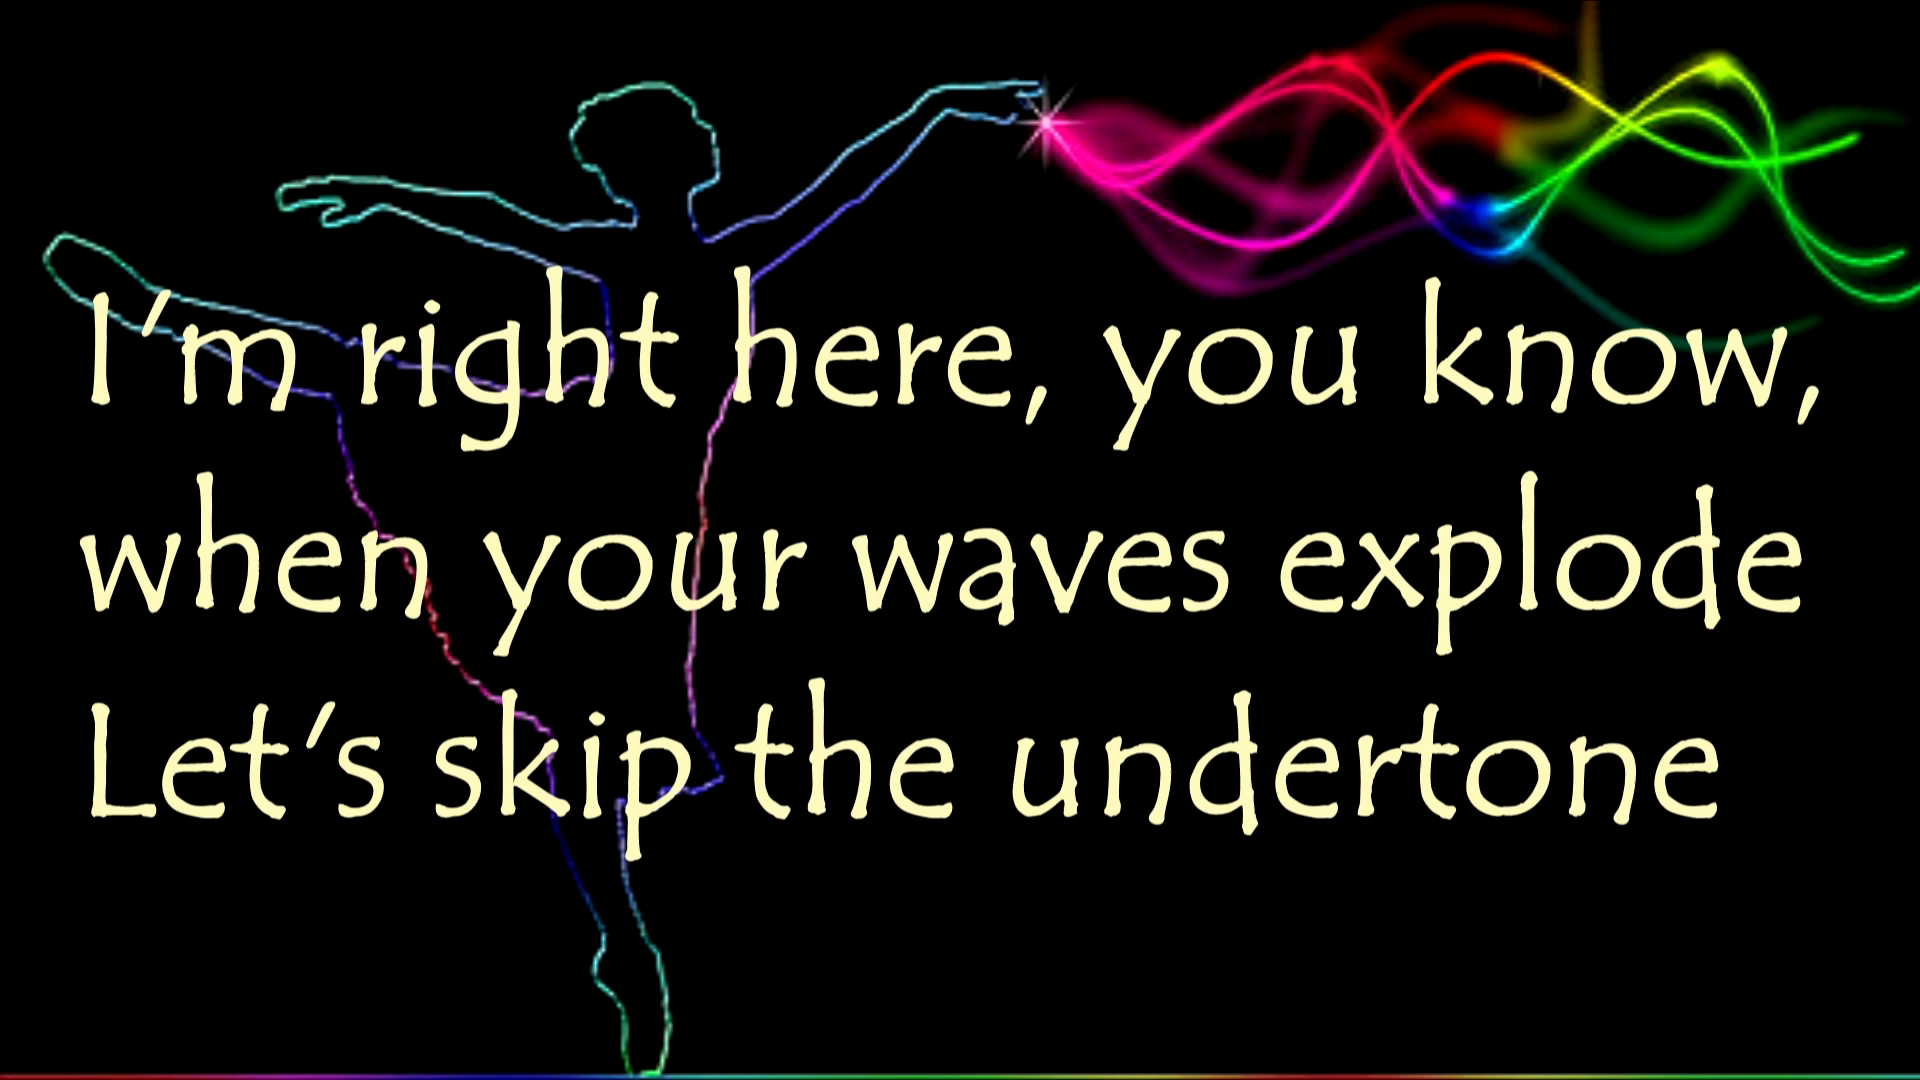 I'm right here, you know,
when your waves explode
Let's skip the undertone